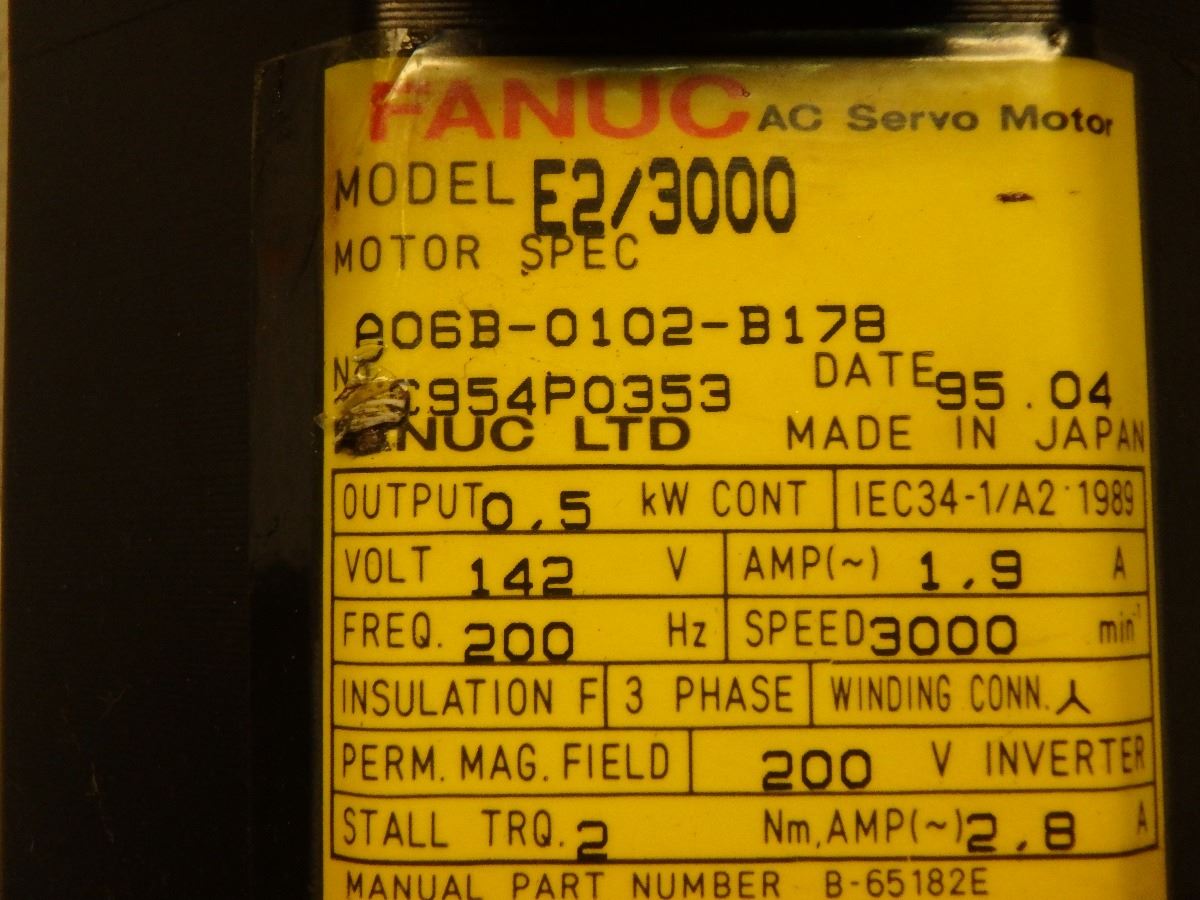 FANUC AC Servo Motor
MODEL E2/3000
MOTOR SPEC
A06B-0102-B178
C954P0353 DATE 95.04
FANUC LTD MADE IN JAPAN
OUTPUT 0.5 kW CONT IEC34-1/A2 1989
VOLT 142 V AMP(~) 1.9 A
FREQ. 200 Hz SPEED 3000 min⁻¹
INSULATION F 3 PHASE WINDING CONN.
PERM. MAG. FIELD 200 V INVERTER
STALL TRQ. 2 Nm, AMP(~) 2.8 A
MANUAL PART NUMBER B-65182E